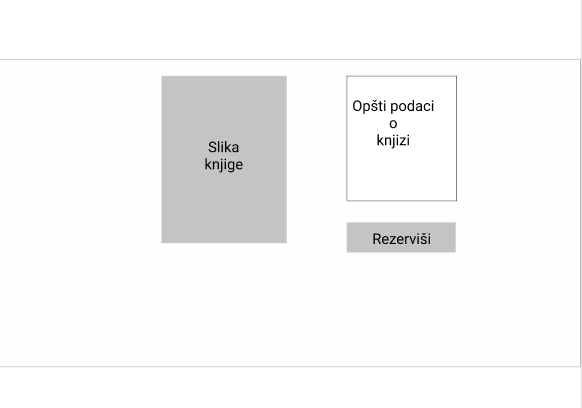 Slika
knjige
Opšti podaci
o
knjizi
Rezerviši